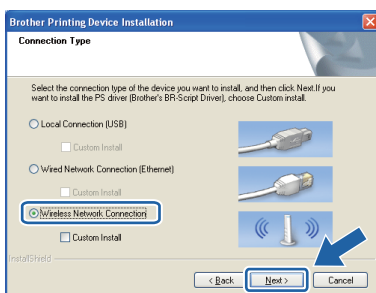 Brother Printing Device Installation
Connection Type
Select the connection type of the device you want to install, and then click Next.If you
want to install the PS driver (Brother's BR-Script Driver), choose Custom install.
Local Connection (USB)
Custom Install
Wired Network Connection (Ethernet)
Custom Install
Wireless Network Connection
Custom Install
InstallShield
< Back
Next >
Cancel